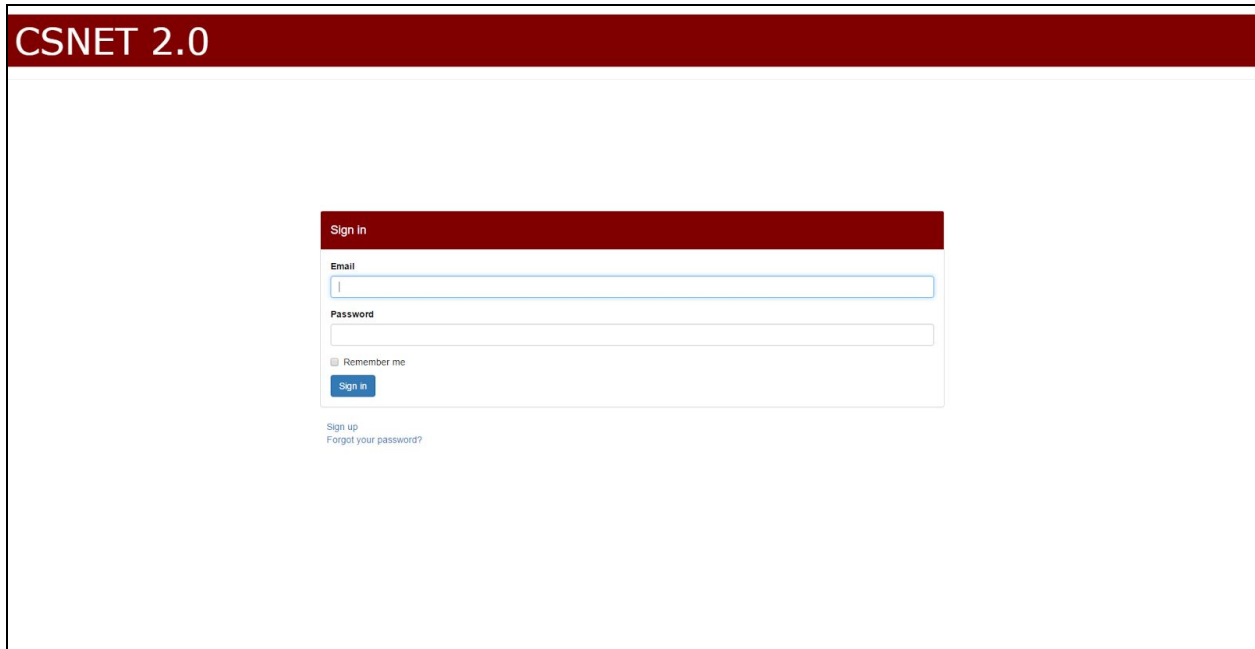 CSNET 2.0
Sign in
Email
Password
Remember me
Sign in
Sign up
Forgot your password?